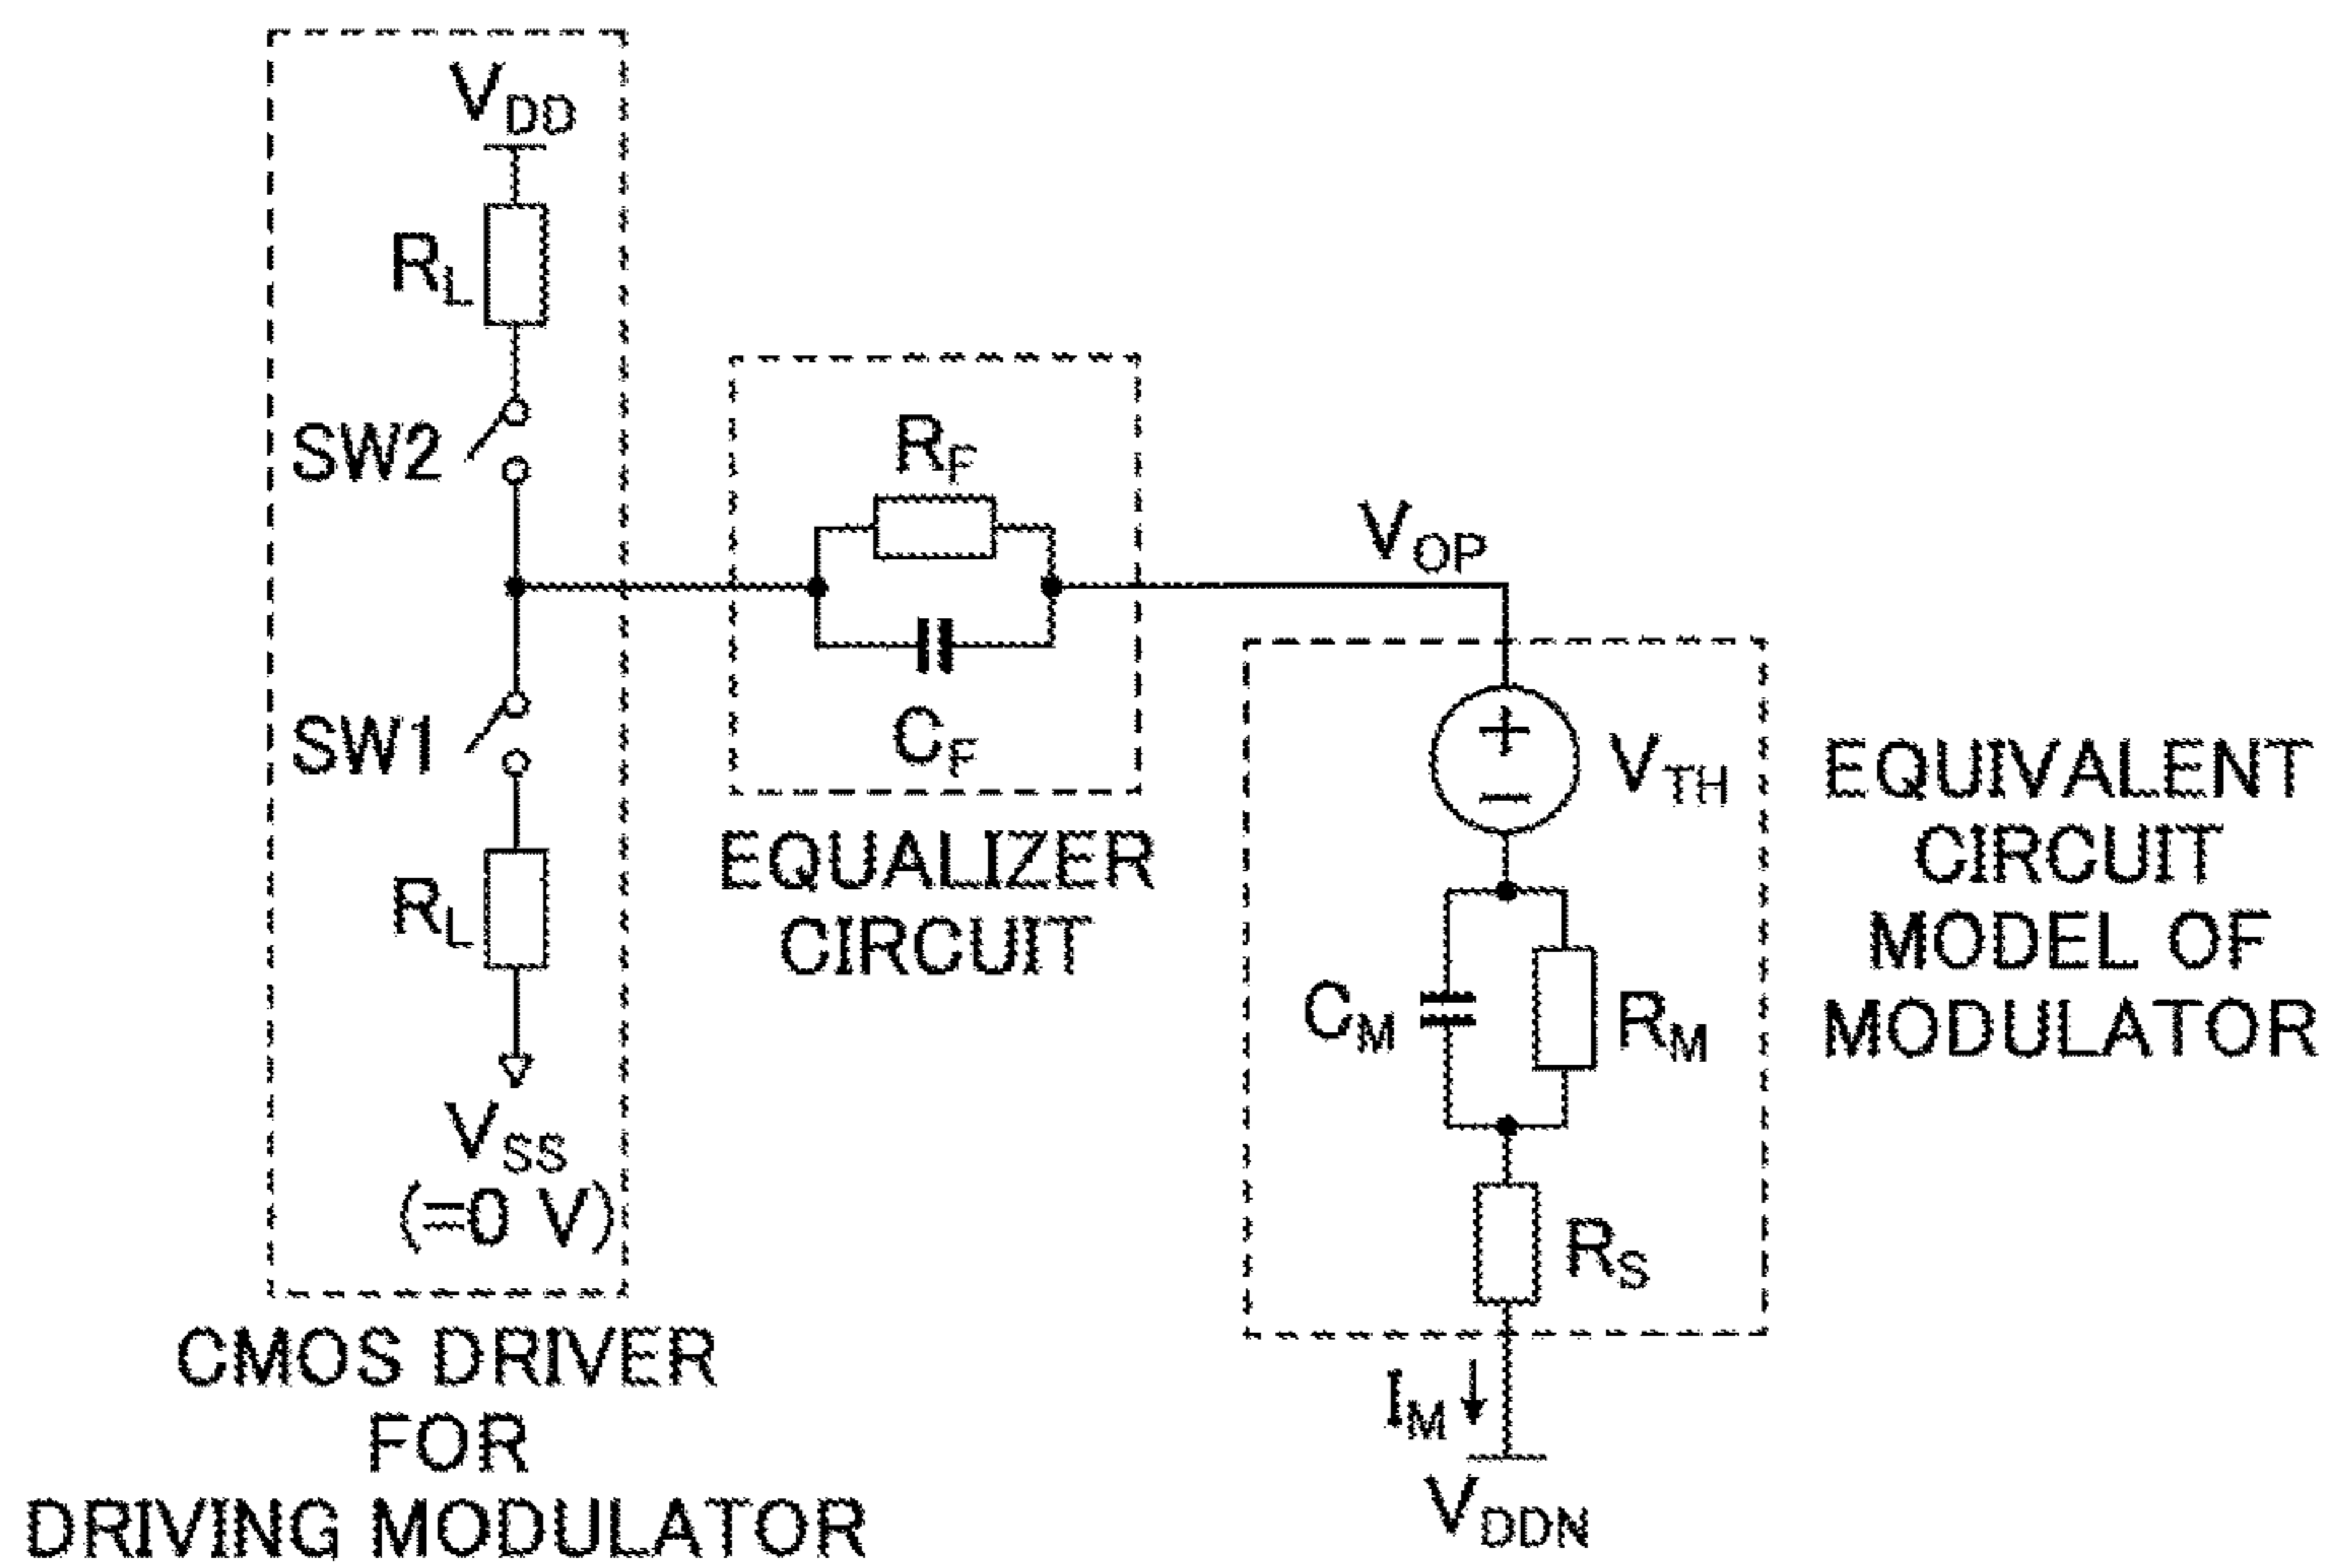 VDD
RL
SW2
SW1
RL
VSS
(=0 V)
CMOS DRIVER
FOR
DRIVING MODULATOR
RF
CF
EQUALIZER
CIRCUIT
VOP
+
−
VTH
CM
RM
RS
IM
VDDN
EQUIVALENT
CIRCUIT
MODEL OF
MODULATOR